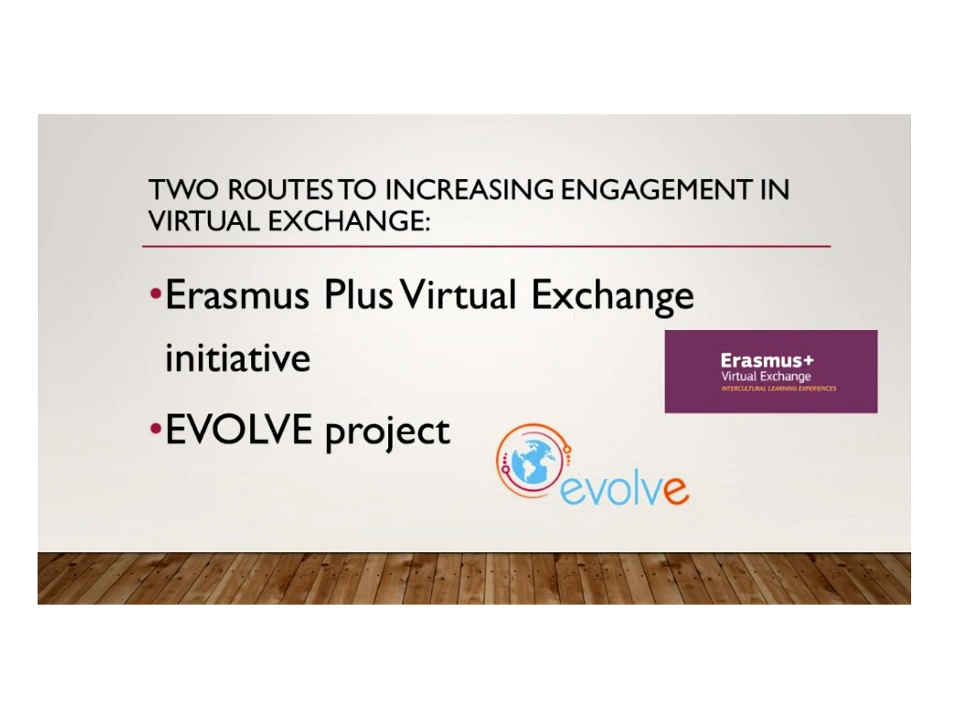 TWO ROUTES TO INCREASING ENGAGEMENT IN
VIRTUAL EXCHANGE:
•Erasmus Plus Virtual Exchange
initiative
Erasmus+
Virtual Exchange
INTERCULTURAL LEARNING EXPERIENCES
•EVOLVE project
evolve